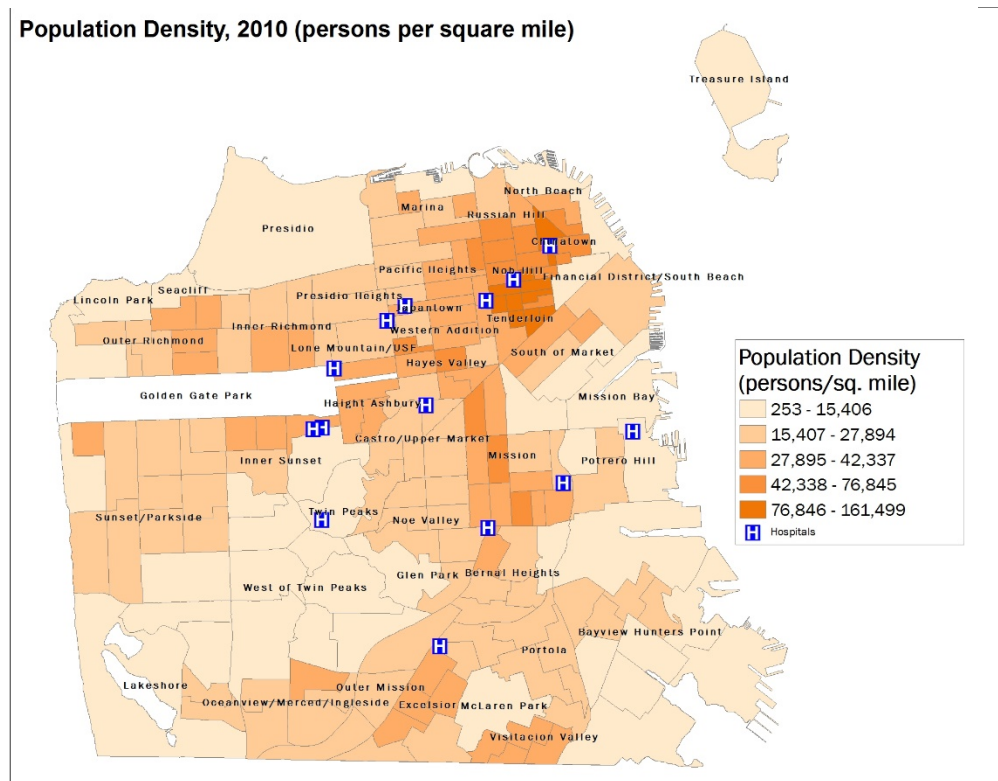 Population Density, 2010 (persons per square mile)
Treasure Island
North Beach
Marina
Russian Hill
Presidio
Chinatown
Pacific Heights
Nob Hill
Financial District/South Beach
Seacliff
Lincoln Park
Presidio Heights
Japantown
Tenderloin
Inner Richmond
Western Addition
Outer Richmond
Lone Mountain/USF
South of Market
Hayes Valley
Golden Gate Park
Mission Bay
Haight Ashbury
Castro/Upper Market
Mission
Inner Sunset
Potrero Hill
Twin Peaks
Sunset/Parkside
Noe Valley
Glen Park
Bernal Heights
West of Twin Peaks
Bayview Hunters Point
Portola
Lakeshore
Outer Mission
Oceanview/Merced/Ingleside
Excelsior
McLaren Park
Visitacion Valley
Population Density
(persons/sq. mile)
253 - 15,406
15,407 - 27,894
27,895 - 42,337
42,338 - 76,845
76,846 - 161,499
H Hospitals
H
H
H
H
H
H
H
H
H
H
H
H
H
H